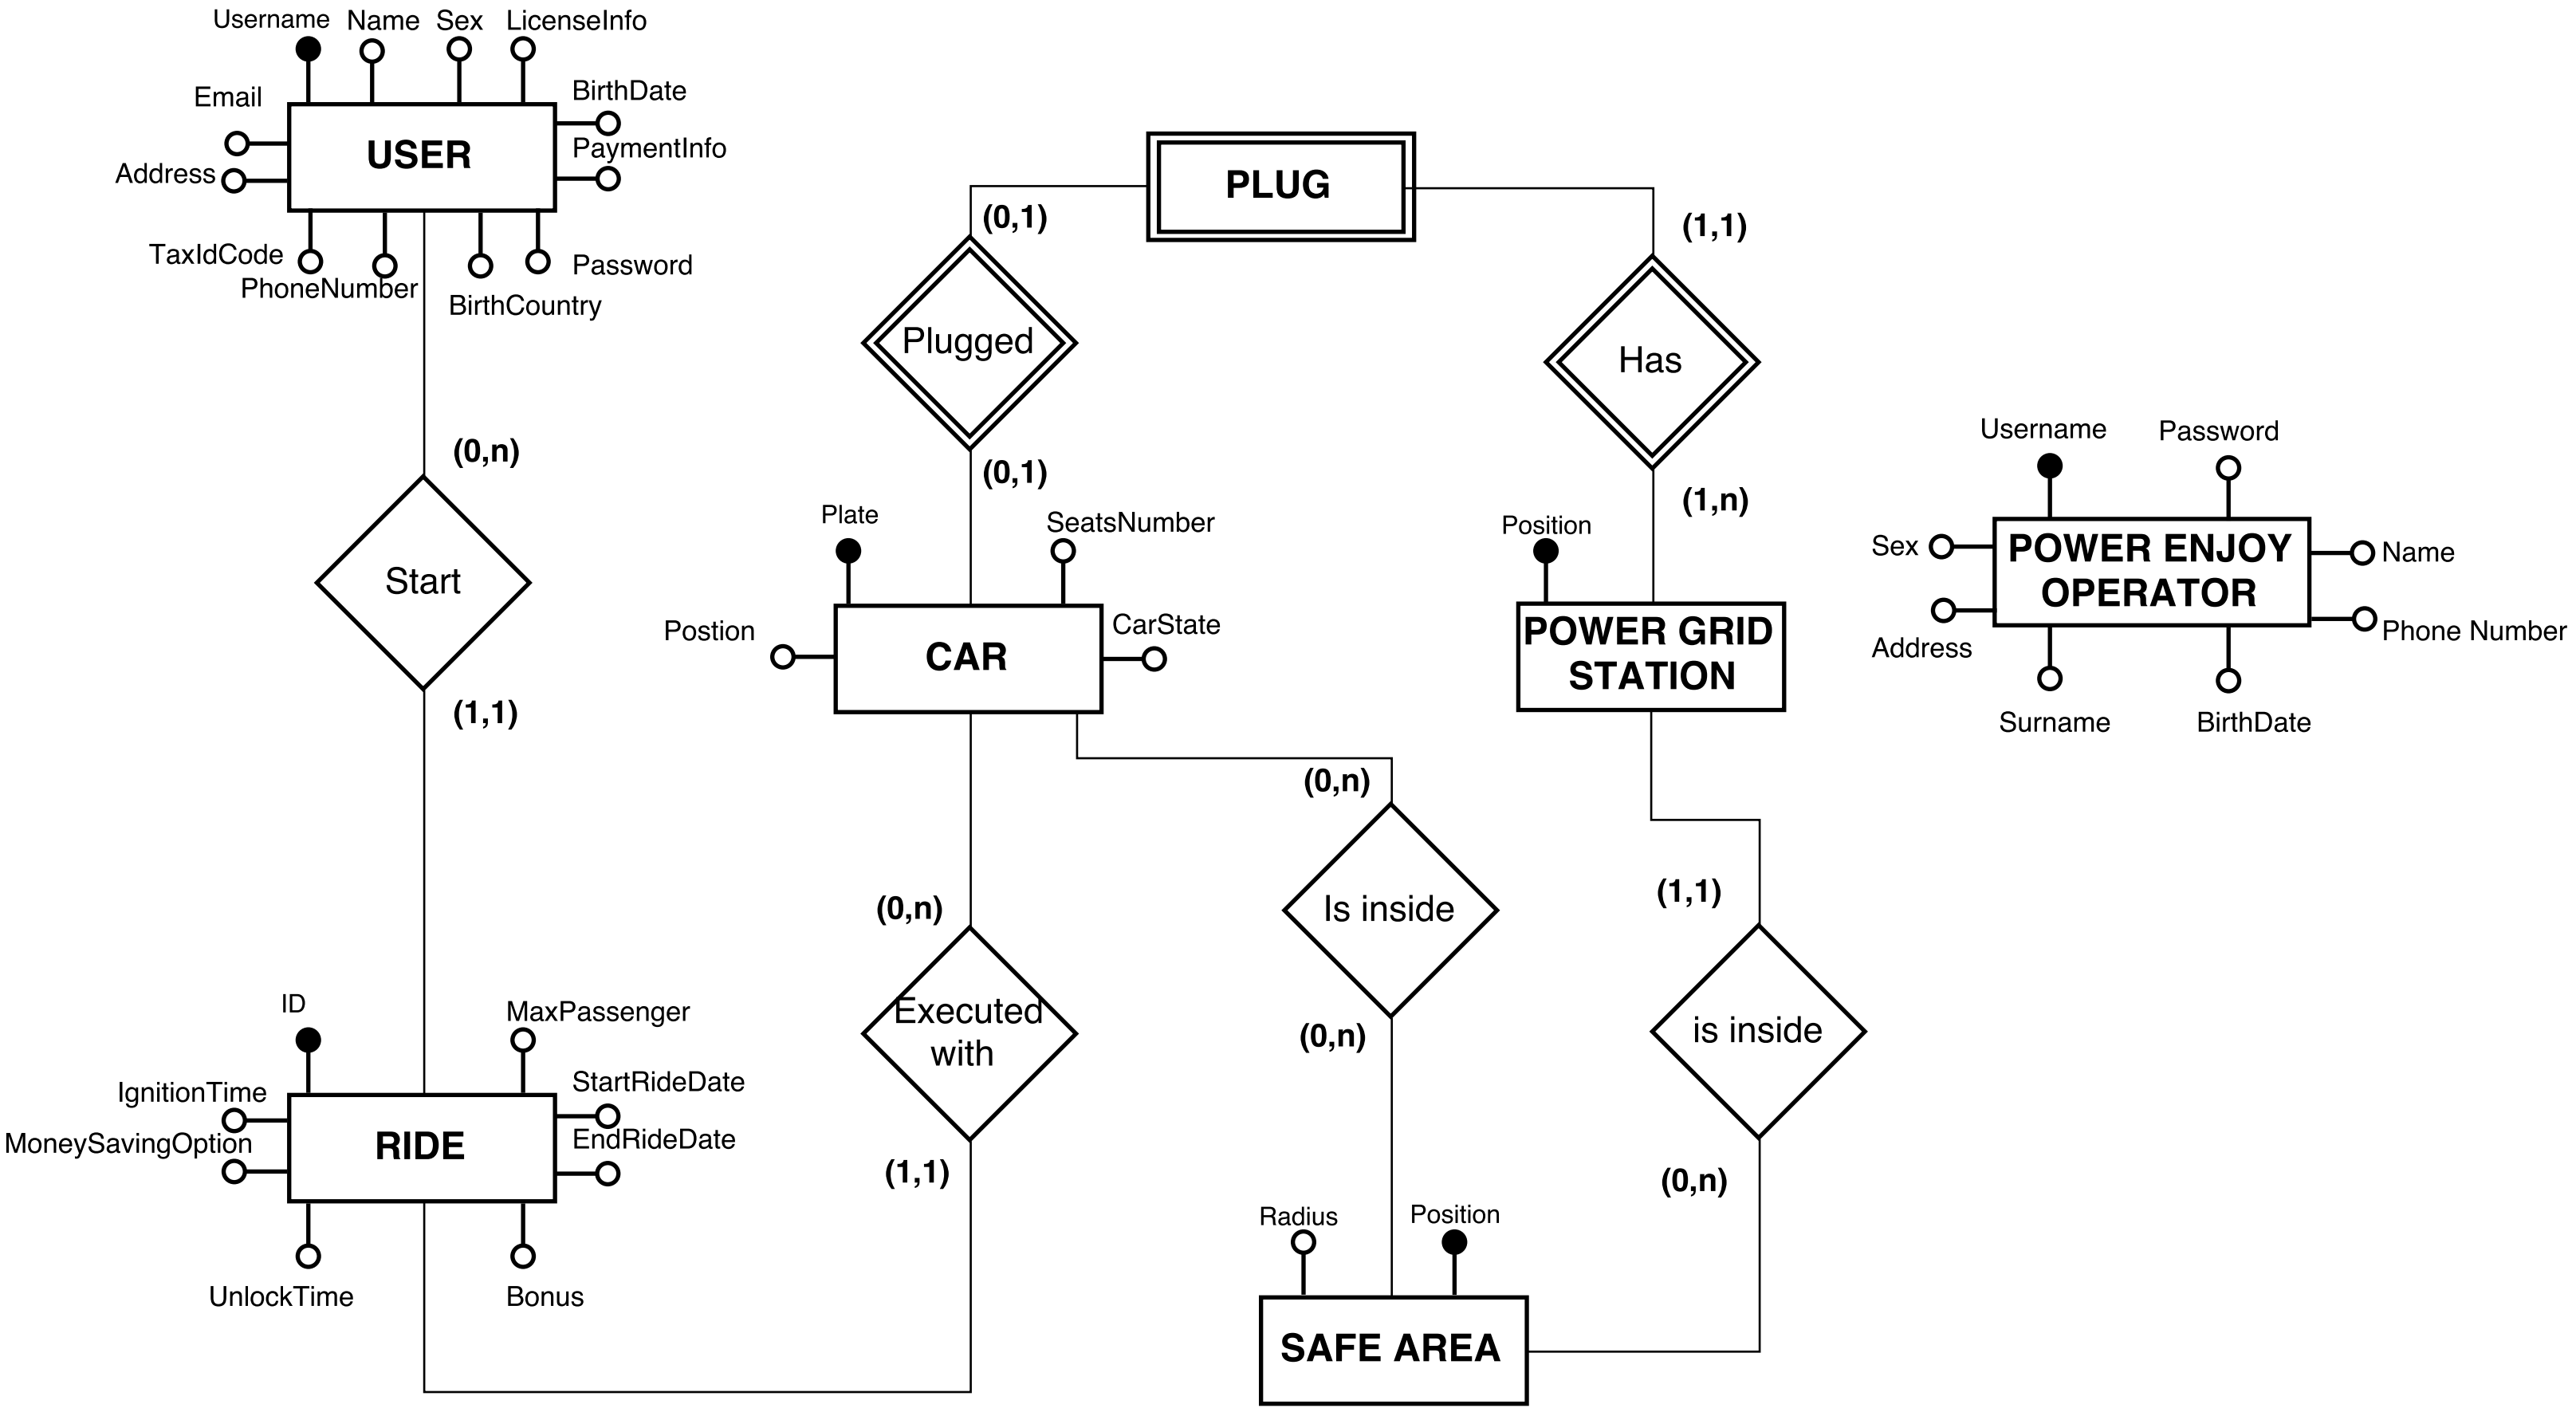 Username Name Sex LicenseInfo
Email
BirthDate
USER
PaymentInfo
Address
TaxIdCode
PhoneNumber
Password
BirthCountry
PLUG
(0,1)
(1,1)
Plugged
Has
(0,n)
(0,1)
(1,n)
Start
(1,1)
Plate
SeatsNumber
Postion
CarState
CAR
Position
POWER GRID
STATION
Username
Password
Sex
POWER ENJOY
OPERATOR
Name
Address
Phone Number
Surname
BirthDate
(0,n)
(0,n)
Is inside
(1,1)
Executed
with
(0,n)
is inside
(1,1)
(0,n)
ID
MaxPassenger
IgnitionTime
StartRideDate
MoneySavingOption
RIDE
EndRideDate
UnlockTime
Bonus
Radius
Position
SAFE AREA